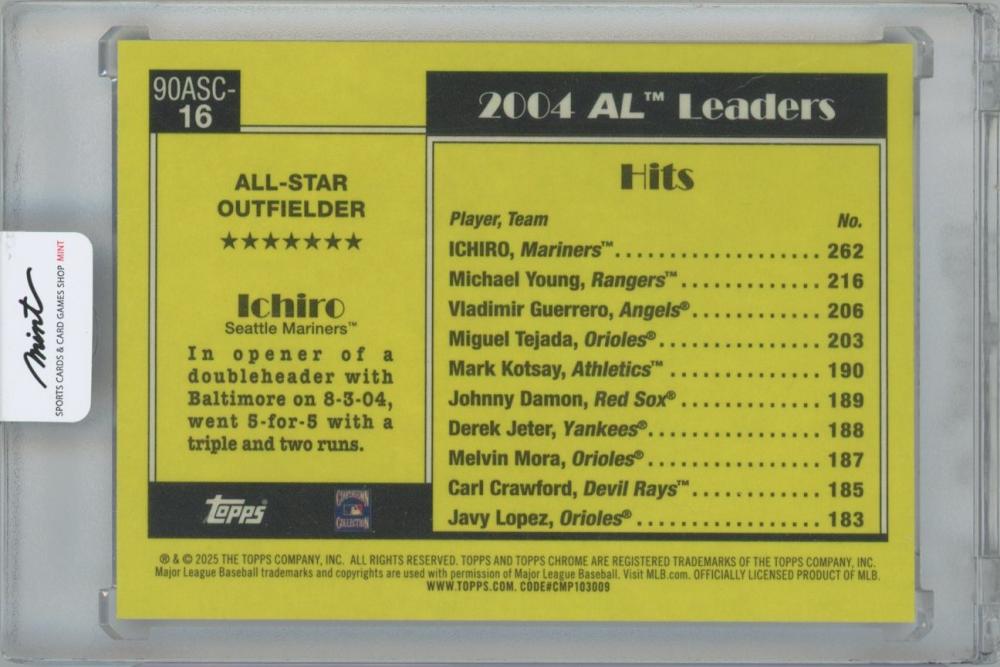 90ASC-
16
ALL-STAR
OUTFIELDER
★★★★★★★
Ichiro
Seattle Mariners™
In opener of a
doubleheader with
Baltimore on 8-3-04,
went 5-for-5 with a
triple and two runs.
2004 AL™ Leaders
Hits
Player, Team No.
ICHIRO, Mariners™.................... 262
Michael Young, Rangers™.............. 216
Vladimir Guerrero, Angels®............. 206
Miguel Tejada, Orioles®................ 203
Mark Kotsay, Athletics™ ............... 190
Johnny Damon, Red Sox®.............. 189
Derek Jeter, Yankees®................. 188
Melvin Mora, Orioles®................. 187
Carl Crawford, Devil Rays™............ 185
Javy Lopez, Orioles®.................. 183
Topps®
COOPERSTOWN
COLLECTION
® & © 2025 THE TOPPS COMPANY, INC. ALL RIGHTS RESERVED. TOPPS AND TOPPS CHROME ARE REGISTERED TRADEMARKS OF THE TOPPS COMPANY, INC.
Major League Baseball trademarks and copyrights are used with permission of Major League Baseball. Visit MLB.com. OFFICIALLY LICENSED PRODUCT OF MLB.
WWW.TOPPS.COM. CODE#CMP103009
mint
SPORTS CARDS & CARD GAMES SHOP MINT